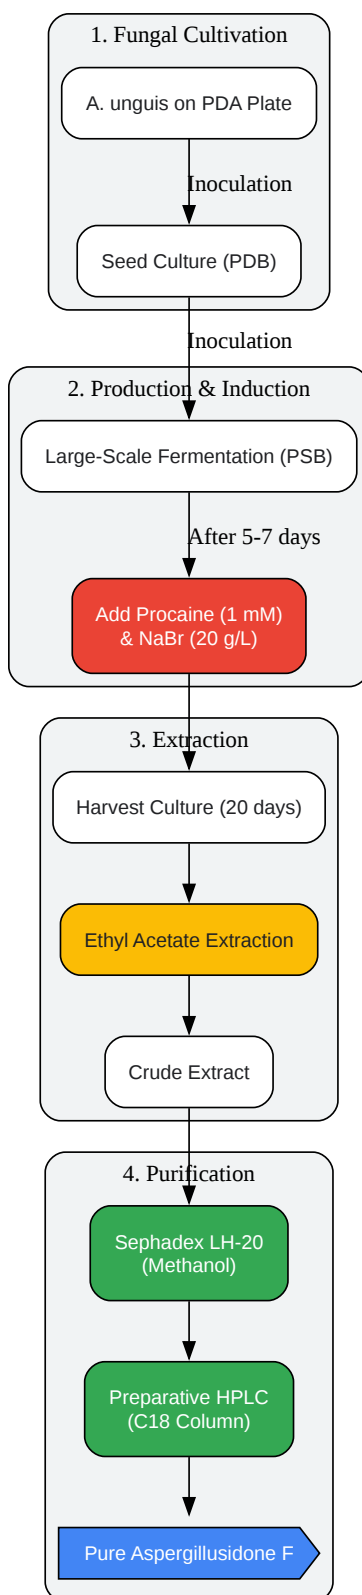 1. Fungal Cultivation
A. unguis on PDA Plate
Inoculation
Seed Culture (PDB)
Inoculation
2. Production & Induction
Large-Scale Fermentation (PSB)
After 5-7 days
Add Procaine (1 mM)
& NaBr (20 g/L)
3. Extraction
Harvest Culture (20 days)
Ethyl Acetate Extraction
Crude Extract
4. Purification
Sephadex LH-20
(Methanol)
Preparative HPLC
(C18 Column)
Pure Aspergillusidone F